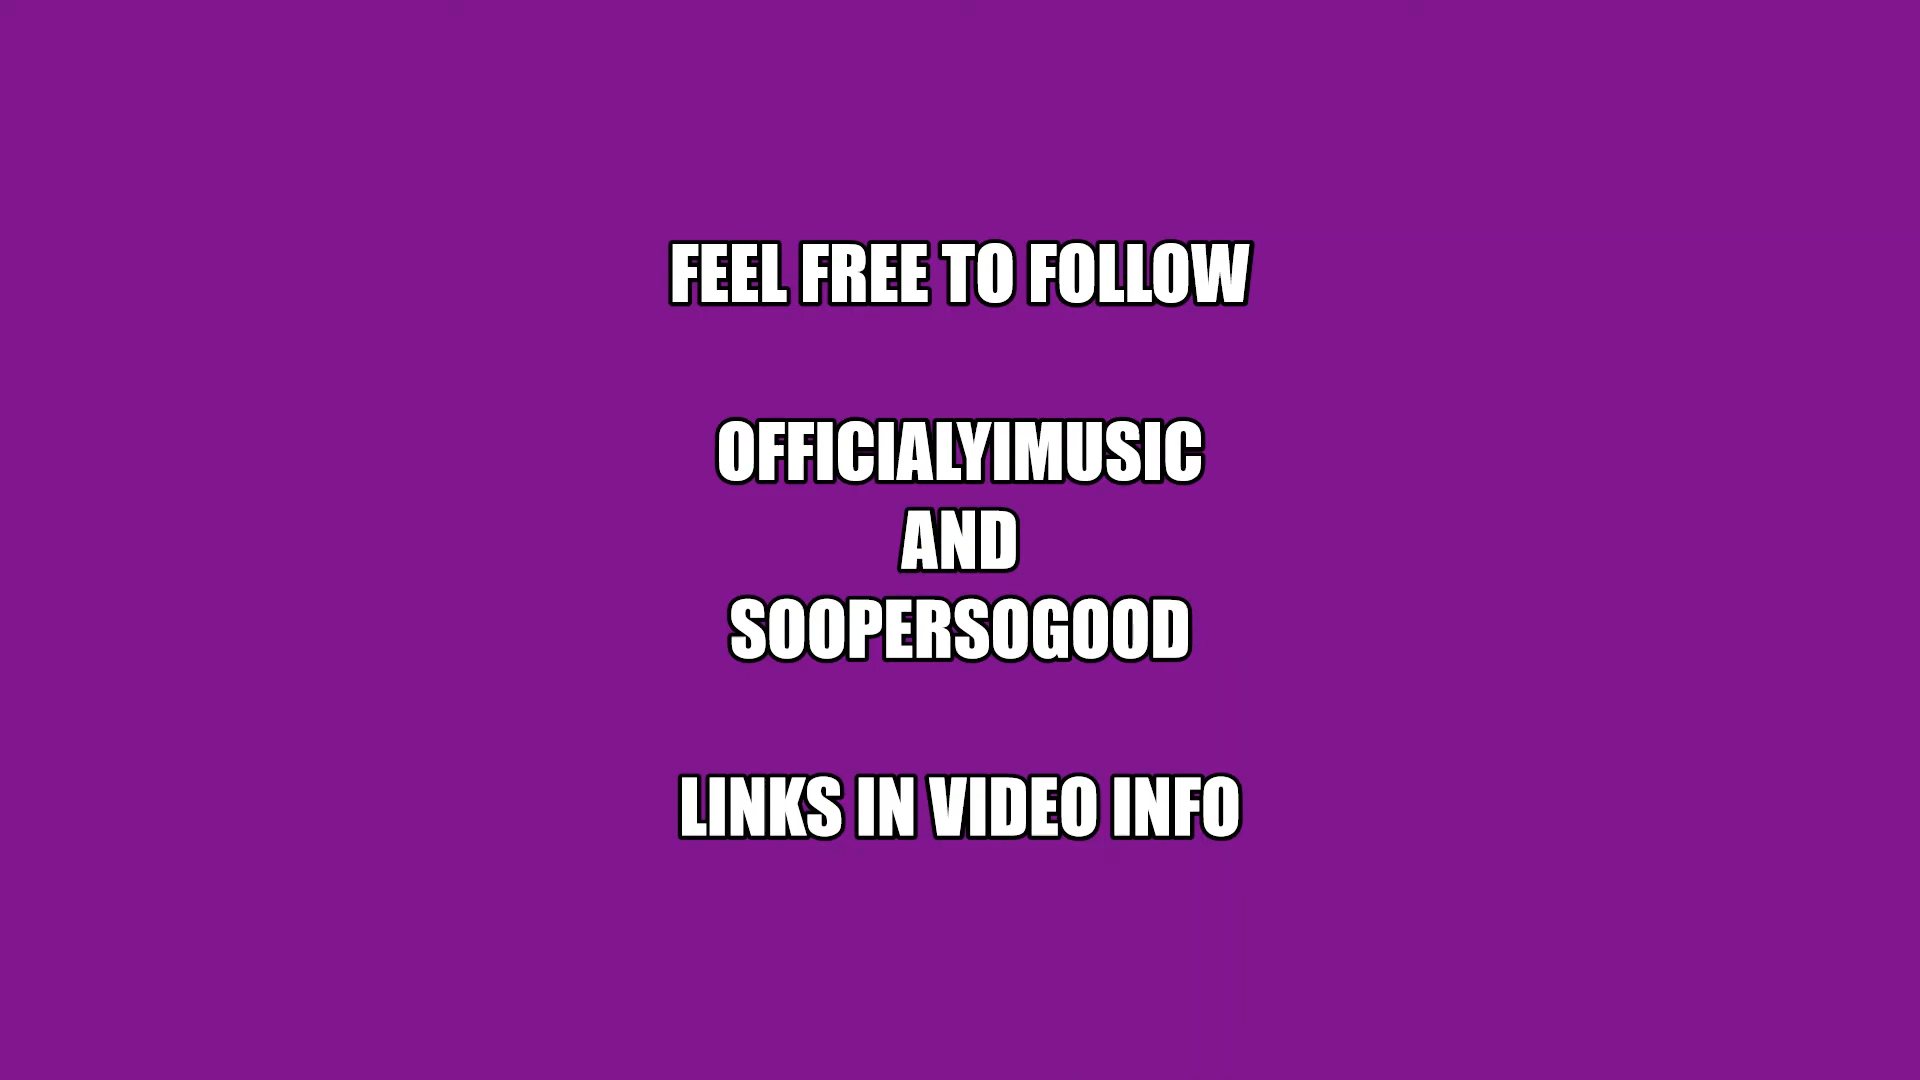 FEEL FREE TO FOLLOW
OFFICIALYIMUSIC
AND
SOOPERSOGOOD
LINKS IN VIDEO INFO